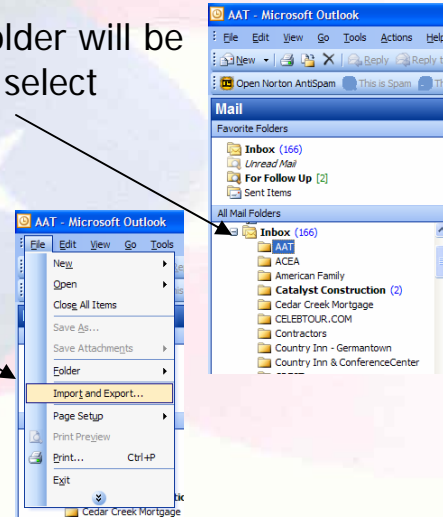 older will be
select
AAT - Microsoft Outlook
File Edit View Go Tools Actions Help
New Reply Reply t
Open Norton AntiSpam This is Spam Th
Mail
Favorite Folders
Inbox (166)
Unread Mail
For Follow Up [2]
Sent Items
All Mail Folders
Inbox (166)
AAT
ACEA
American Family
Catalyst Construction (2)
Cedar Creek Mortgage
CELEBTOUR.COM
Contractors
Country Inn - Germantown
Country Inn & ConferenceCenter
AAT - Microsoft Outlook
File Edit View Go Tools
New
Open
Close All Items
Save As...
Save Attachments
Folder
Import and Export...
Page Setup
Print Preview
Print... Ctrl+P
Exit
Cedar Creek Mortgage